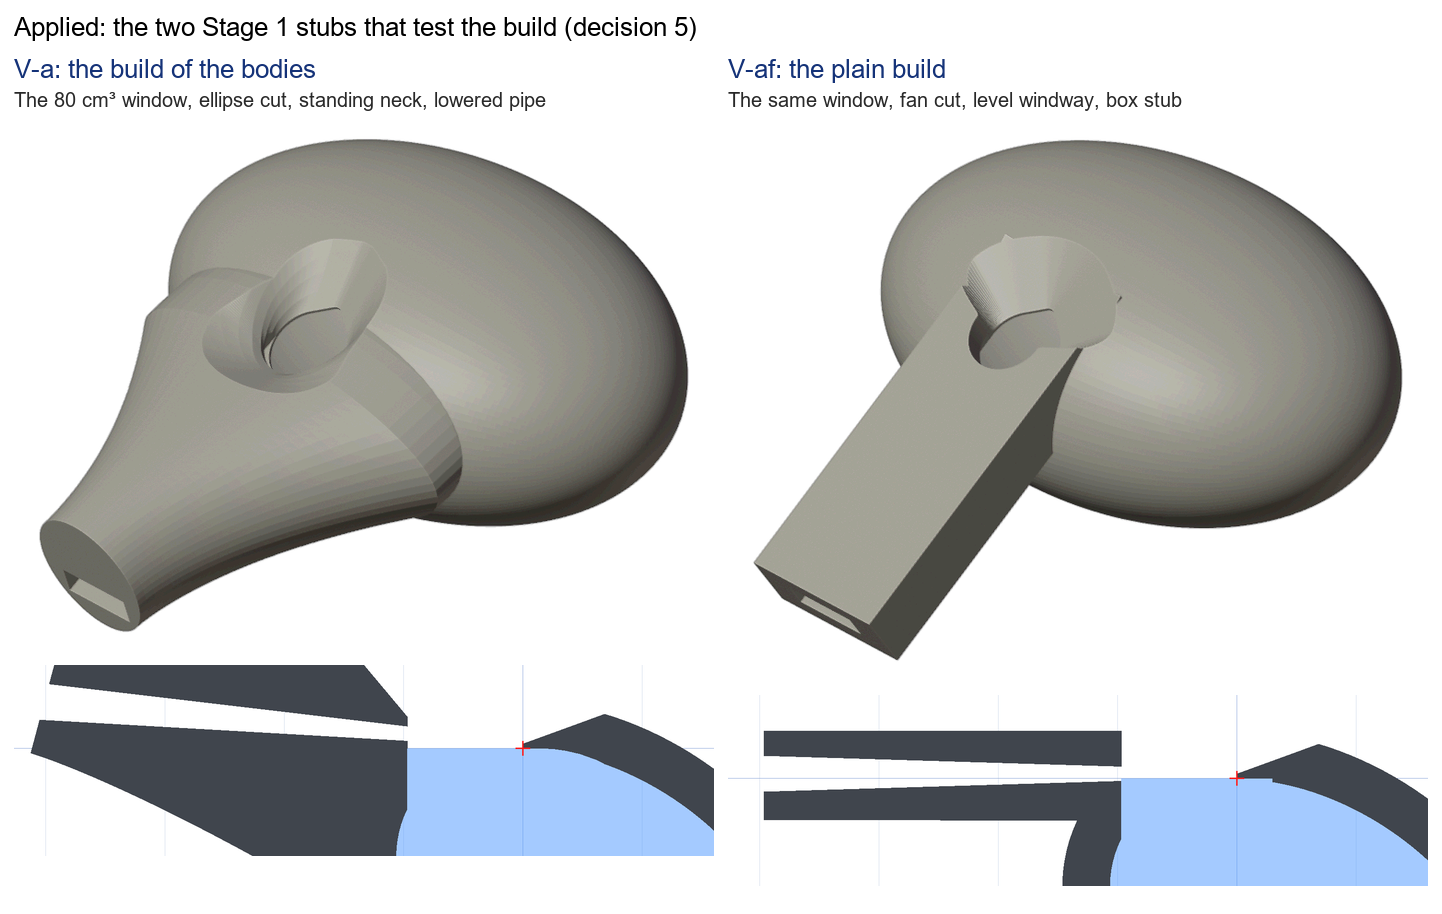 Applied: the two Stage 1 stubs that test the build (decision 5)
V-a: the build of the bodies
The 80 cm³ window, ellipse cut, standing neck, lowered pipe
V-af: the plain build
The same window, fan cut, level windway, box stub